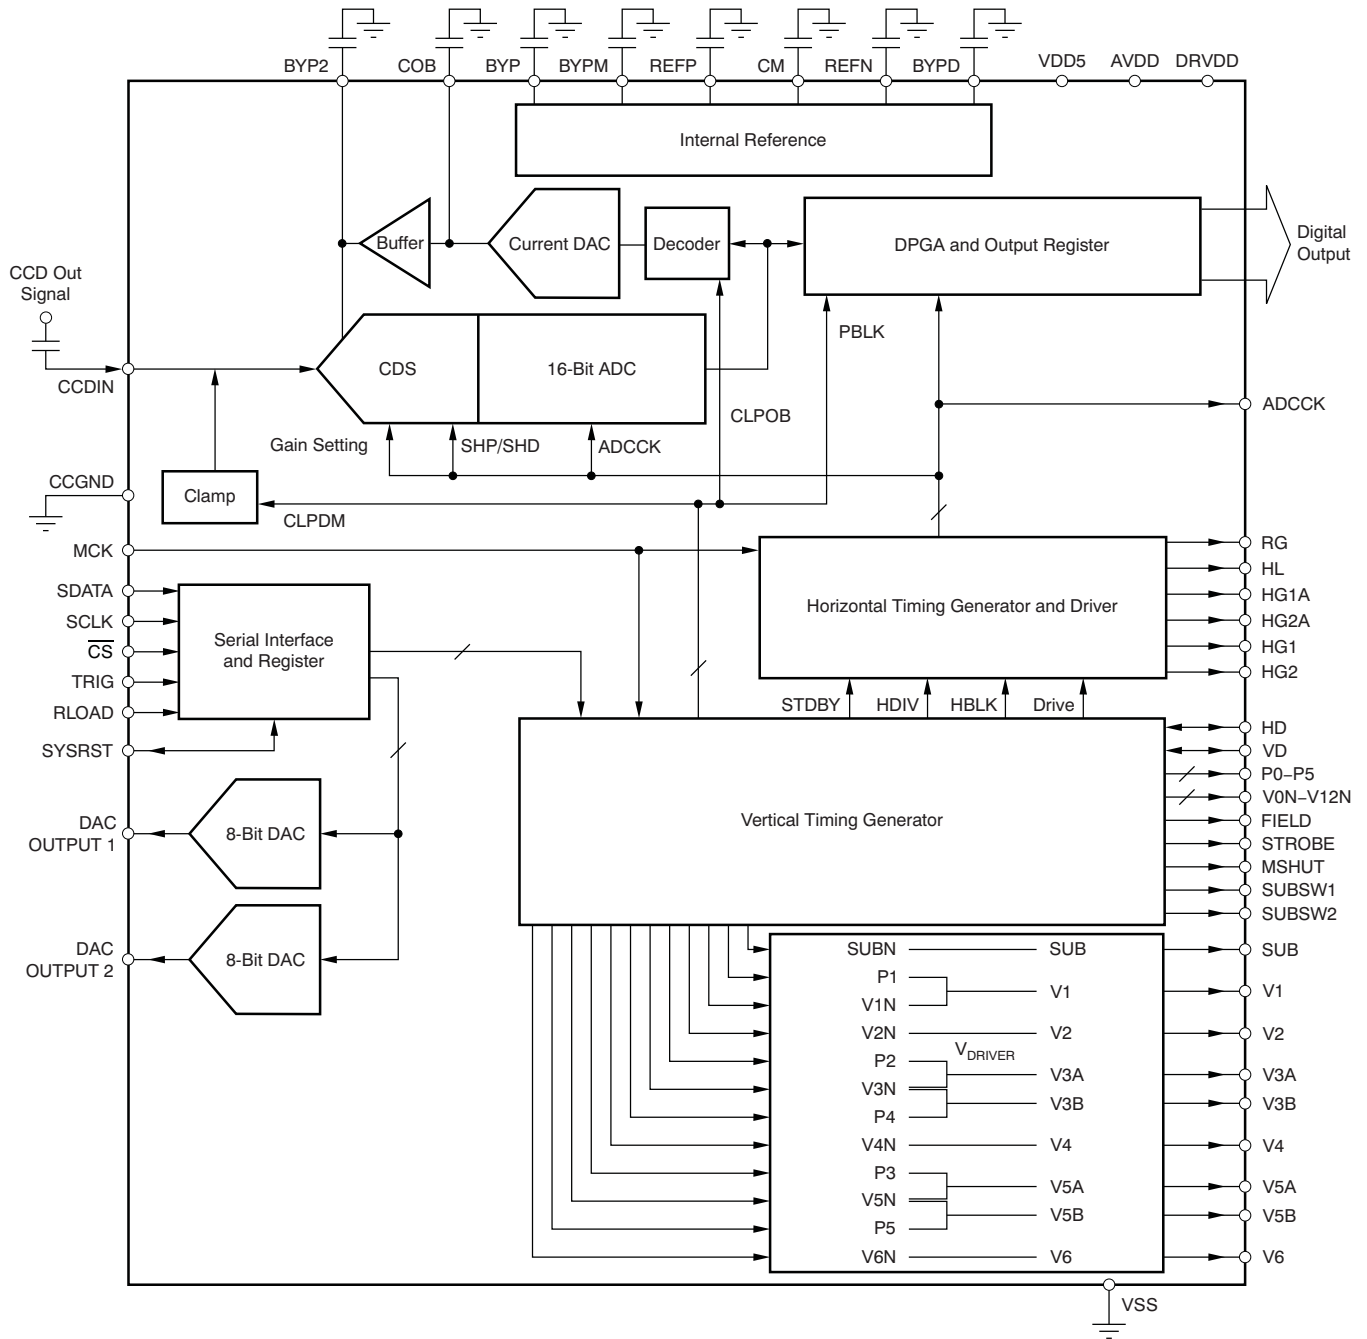 BYP2
COB
BYP
BYPM
REFP
CM
REFN
BYPD
VDD5
AVDD
DRVDD
Internal Reference
Buffer
Current DAC
Decoder
DPGA and Output Register
Digital
Output
CCD Out
Signal
CCDIN
CDS
16-Bit ADC
PBLK
CLPOB
ADCCK
Gain Setting
SHP/SHD
ADCCK
CCGND
Clamp
CLPDM
MCK
SDATA
SCLK
CS
TRIG
RLOAD
SYSRST
Serial Interface
and Register
Horizontal Timing Generator and Driver
RG
HL
HG1A
HG2A
HG1
HG2
STDBY
HDIV
HBLK
Drive
Vertical Timing Generator
HD
VD
P0–P5
V0N–V12N
FIELD
STROBE
MSHUT
SUBSW1
SUBSW2
DAC
OUTPUT 1
8-Bit DAC
DAC
OUTPUT 2
8-Bit DAC
SUBN
SUB
SUB
P1
V1N
V1
V1
V2N
V2
V2
P2
VDRIVER
V3N
V3A
V3A
P4
V3B
V3B
V4N
V4
V4
P3
V5N
V5A
V5A
P5
V5B
V5B
V6N
V6
V6
VSS